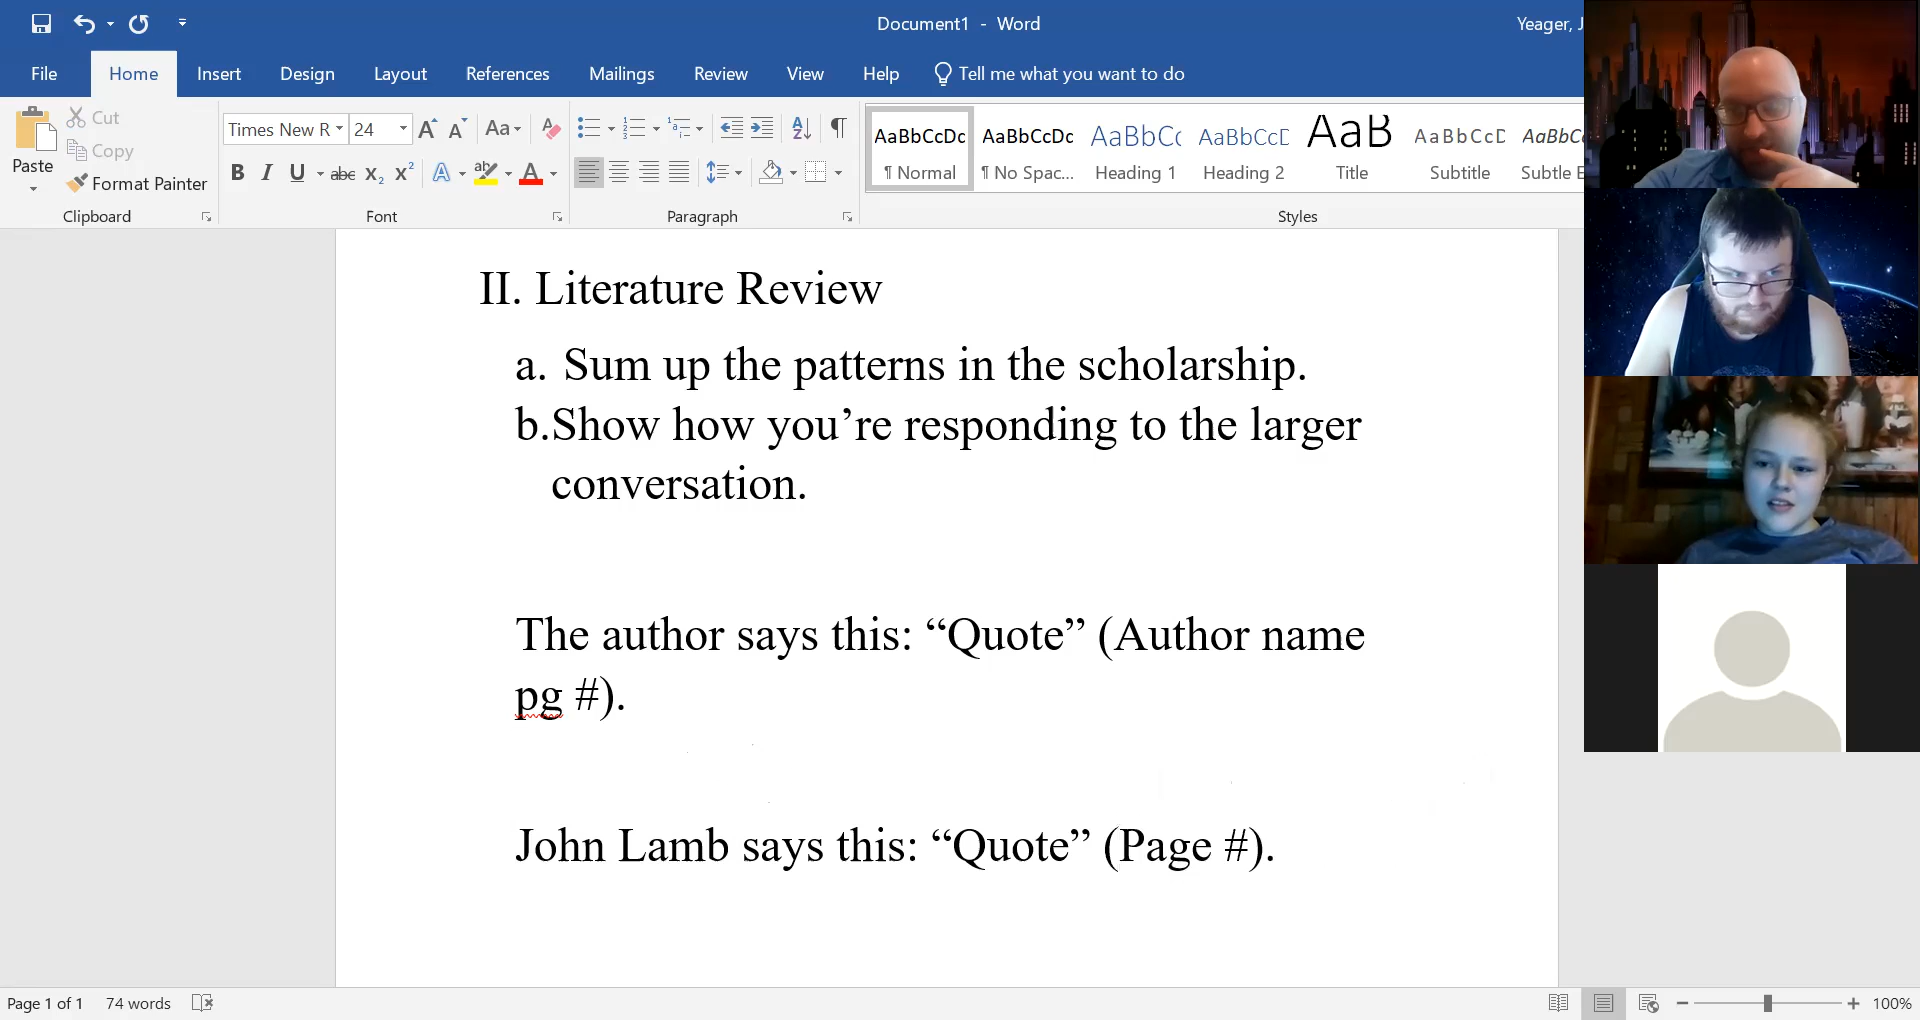 Document1 - Word
Yeager, J
File Home Insert Design Layout References Mailings Review View Help Tell me what you want to do
Paste
Cut
Copy
Format Painter
Clipboard
Times New R 24
Font
Paragraph
AaBbCcDc AaBbCcDc AaBbCc AaBbCcD AaB AaBbCcD AaBbCc
¶ Normal ¶ No Spac... Heading 1 Heading 2 Title Subtitle Subtle E
Styles
II. Literature Review
a. Sum up the patterns in the scholarship.
b.Show how you’re responding to the larger
conversation.
The author says this: “Quote” (Author name
pg #).
John Lamb says this: “Quote” (Page #).
Page 1 of 1 74 words 100%